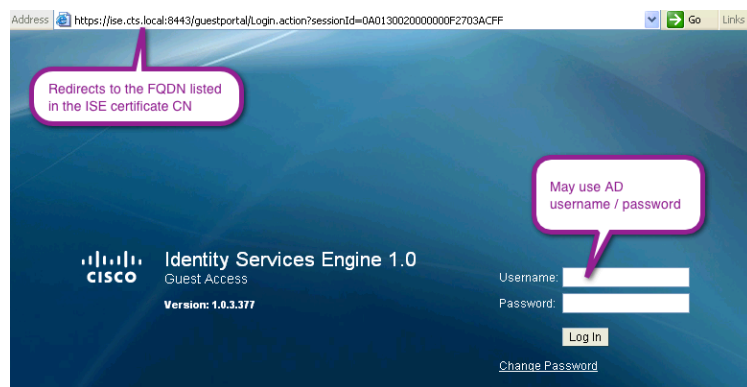 Address https://ise.cts.local:8443/guestportal/Login.action?sessionId=0A0130020000000F2703ACFF Go Links
Redirects to the FQDN listed
in the ISE certificate CN
May use AD
username / password
CISCO
Identity Services Engine 1.0
Guest Access
Version: 1.0.3.377
Username:
Password:
Log In
Change Password